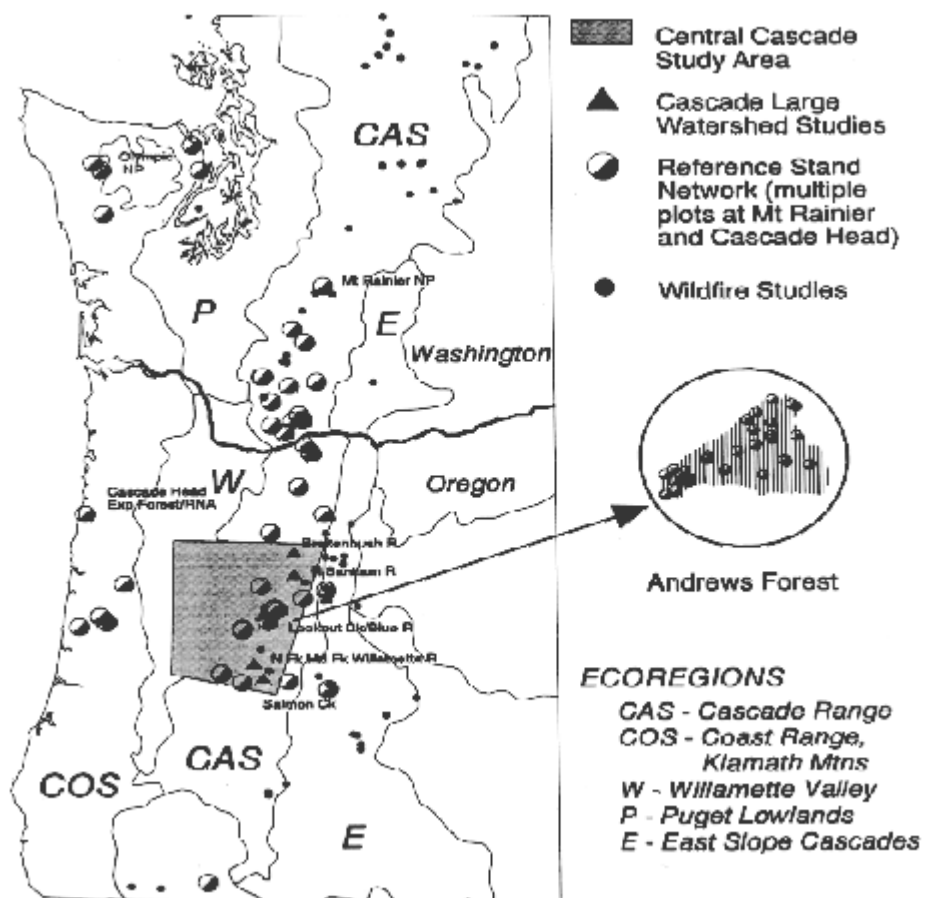 Central Cascade
Study Area
Cascade Large
Watershed Studies
Reference Stand
Network (multiple
plots at Mt Rainier
and Cascade Head)
Wildfire Studies
CAS
Olympic
NP
Mt Rainier NP
P
E
Washington
W
Oregon
Cascade Head
Exp Forest/RNA
Breitenbush R
Santiam R
Lookout Ck/Blue R
N Fk Md Fk Willamette R
Salmon Ck
CAS
COS
E
Andrews Forest
ECOREGIONS
CAS - Cascade Range
COS - Coast Range,
Klamath Mtns
W - Willamette Valley
P - Puget Lowlands
E - East Slope Cascades